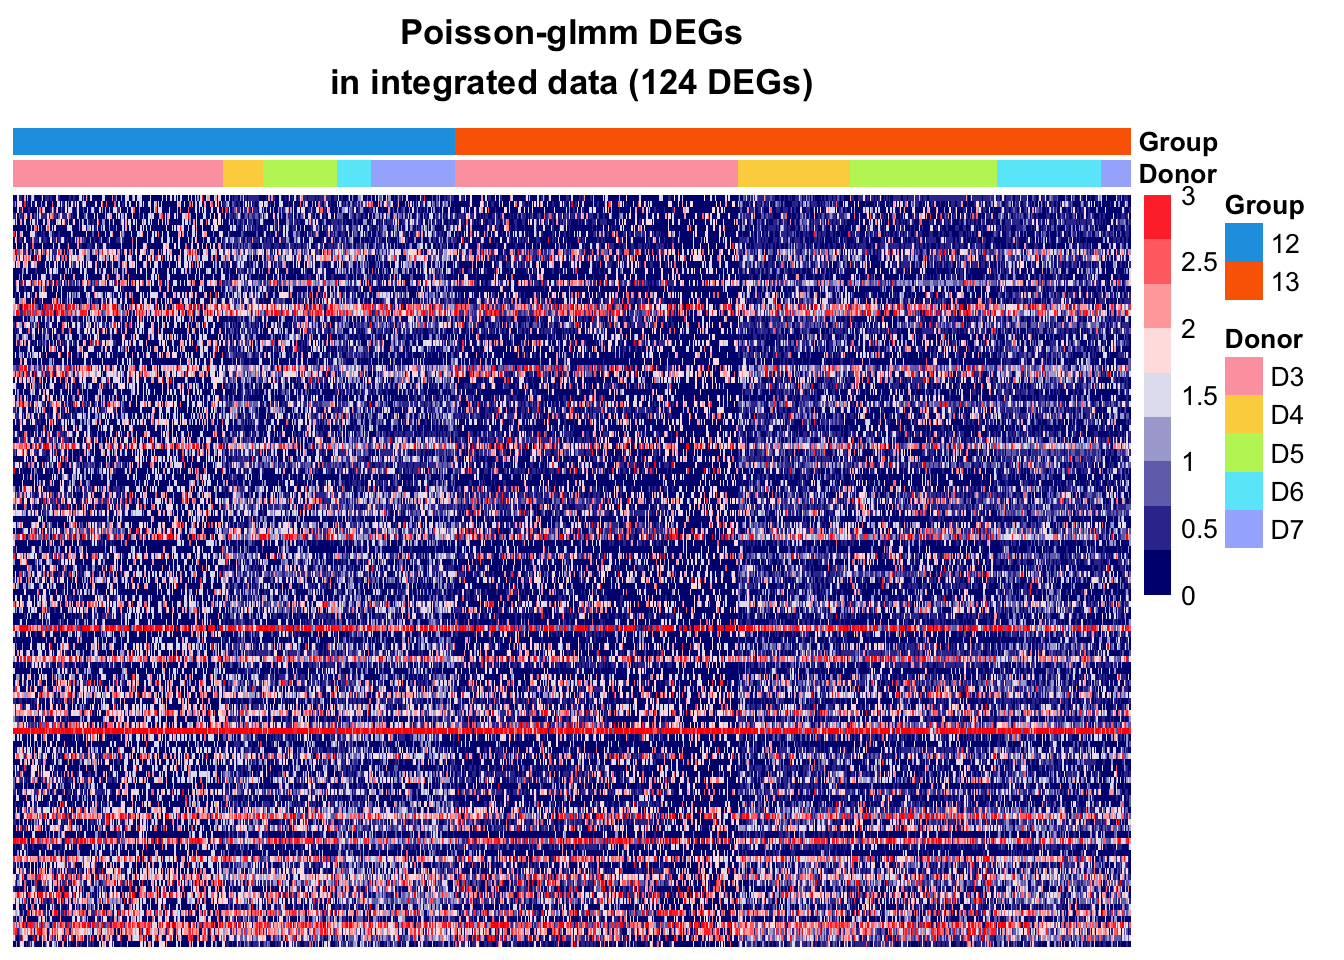 Poisson-glmm DEGs
in integrated data (124 DEGs)
Group
Donor
3
2.5
2
1.5
1
0.5
0
Group
12
13
Donor
D3
D4
D5
D6
D7